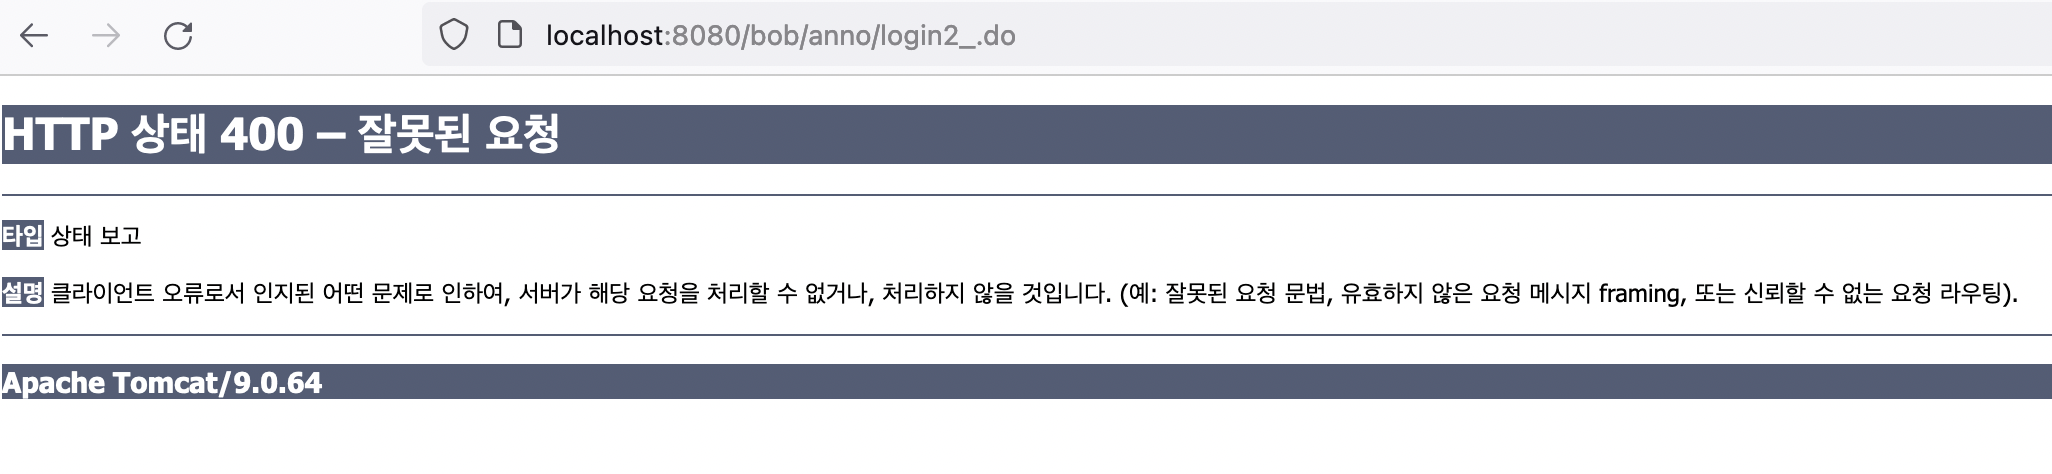 localhost:8080/bob/anno/login2_.do
HTTP 상태 400 – 잘못된 요청
타입 상태 보고
설명 클라이언트 오류로서 인지된 어떤 문제로 인하여, 서버가 해당 요청을 처리할 수 없거나, 처리하지 않을 것입니다. (예: 잘못된 요청 문법, 유효하지 않은 요청 메시지 framing, 또는 신뢰할 수 없는 요청 라우팅).
Apache Tomcat/9.0.64